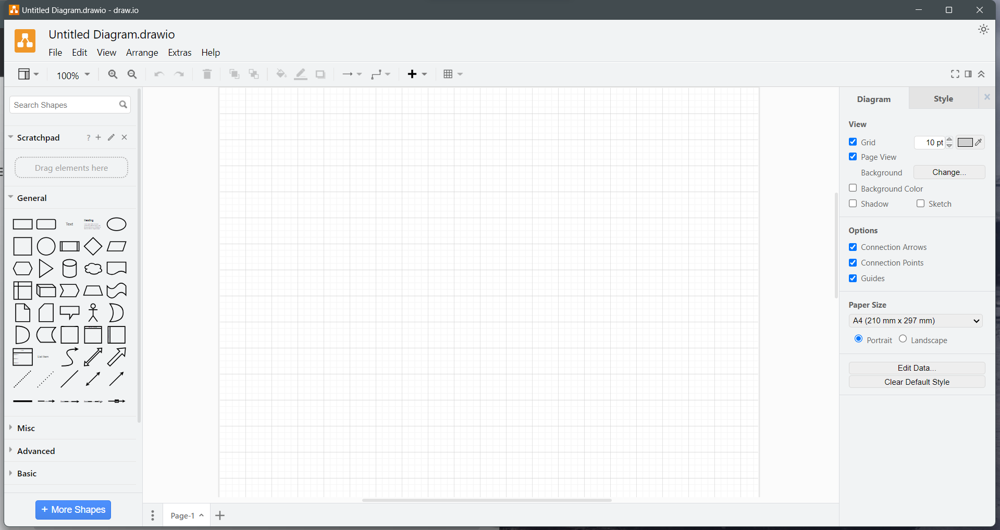 Untitled Diagram.drawio - draw.io
Untitled Diagram.drawio
File Edit View Arrange Extras Help
100%
Search Shapes
Scratchpad ?
Drag elements here
General
Text
Heading
List Item
Misc
Advanced
Basic
+ More Shapes
Page-1
Diagram Style
View
Grid 10 pt
Page View
Background Change...
Background Color
Shadow Sketch
Options
Connection Arrows
Connection Points
Guides
Paper Size
A4 (210 mm x 297 mm)
Portrait Landscape
Edit Data...
Clear Default Style